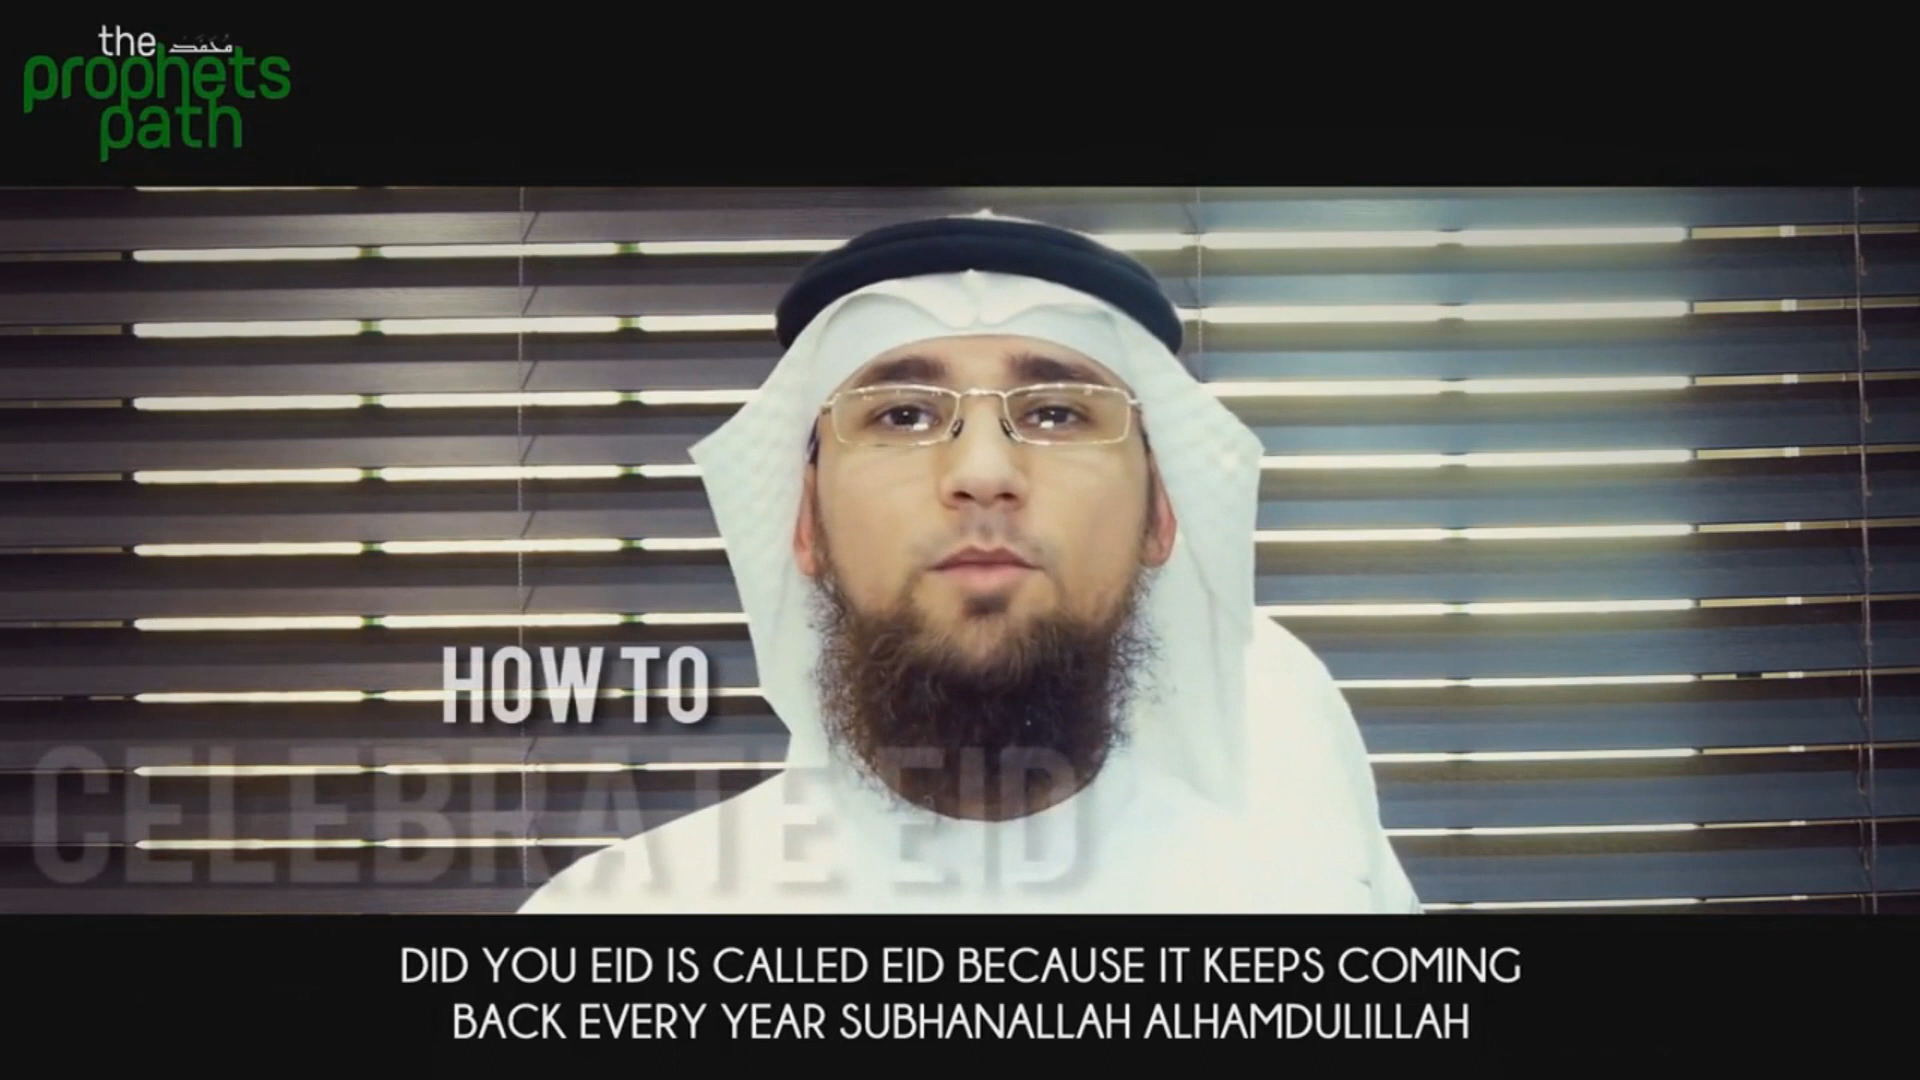 the محمد
prophets
path
HOW TO
CELEBRATE EID
DID YOU EID IS CALLED EID BECAUSE IT KEEPS COMING
BACK EVERY YEAR SUBHANALLAH ALHAMDULILLAH